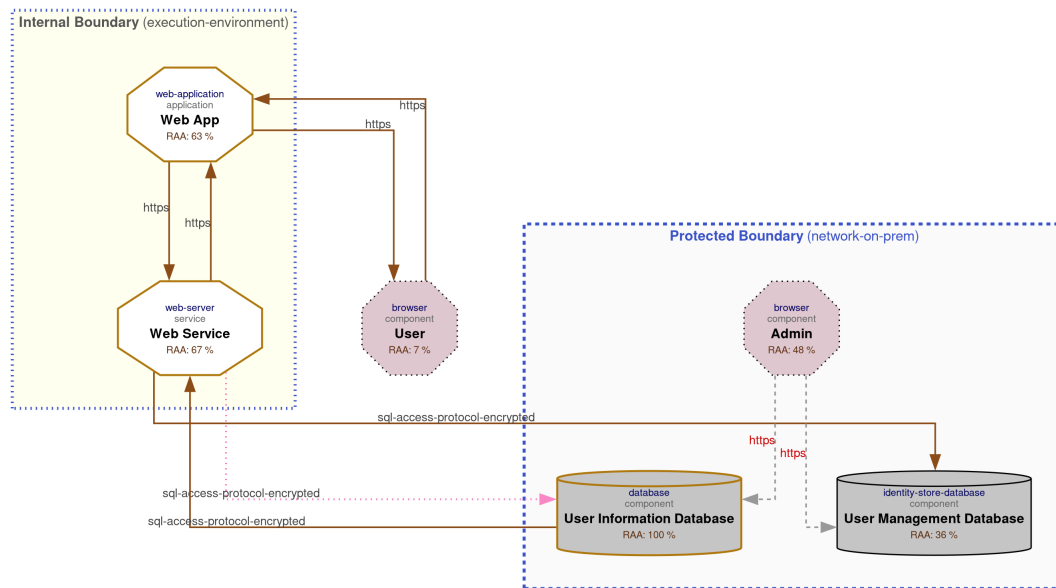 Internal Boundary (execution-environment)
web-application
application
Web App
RAA: 63 %
https
https
https
https
web-server
service
Web Service
RAA: 67 %
browser
component
User
RAA: 7 %
Protected Boundary (network-on-prem)
browser
component
Admin
RAA: 48 %
sql-access-protocol-encrypted
https
https
sql-access-protocol-encrypted
sql-access-protocol-encrypted
database
component
User Information Database
RAA: 100 %
identity-store-database
component
User Management Database
RAA: 36 %